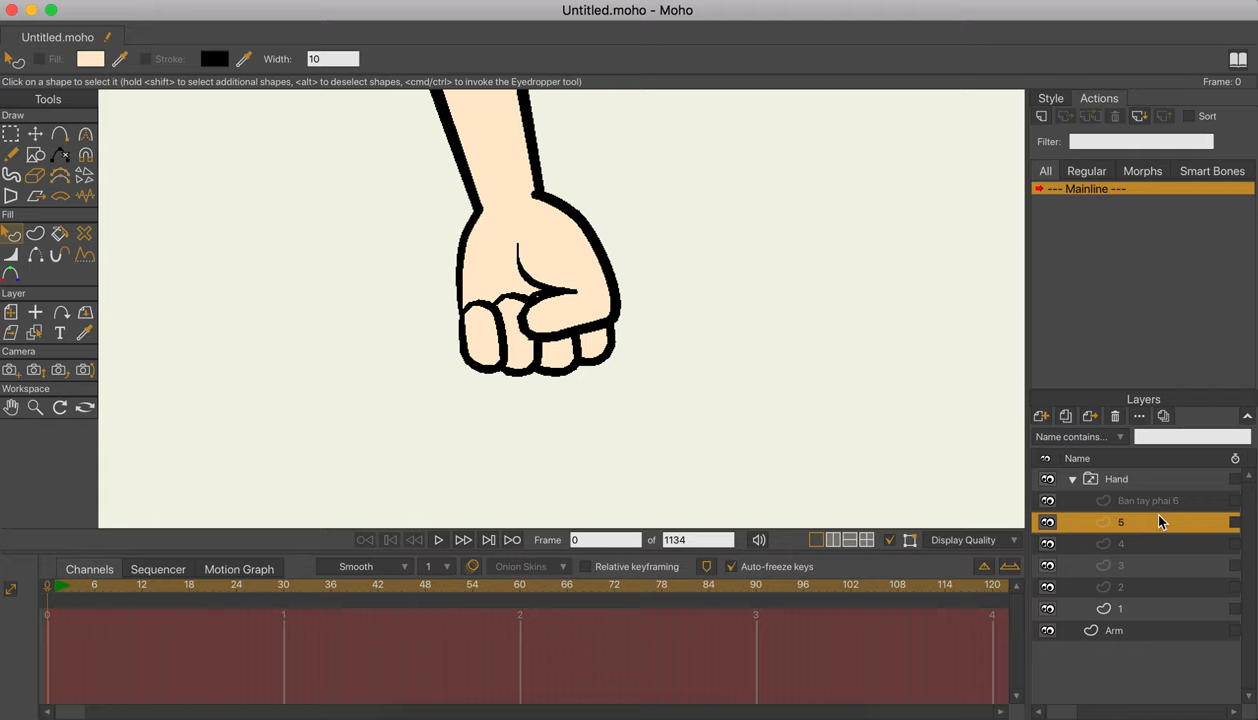 Untitled.moho - Moho
Untitled.moho
Fill: Stroke: Width: 10
Click on a shape to select it (hold <shift> to select additional shapes, <alt> to deselect shapes, <cmd/ctrl> to invoke the Eyedropper tool) Frame: 0
Tools
Draw
Fill
Layer
Camera
Workspace
Style Actions
Sort
Filter:
All Regular Morphs Smart Bones
--- Mainline ---
Layers
Name contains...
Name
Hand
Ban tay phai 6
5
4
3
2
1
Arm
Frame 0 of 1134 Display Quality
Channels Sequencer Motion Graph Smooth 1 Onion Skins Relative keyframing Auto-freeze keys
0 6 12 18 24 30 36 42 48 54 60 66 72 78 84 90 96 102 108 114 120
0 1 2 3 4